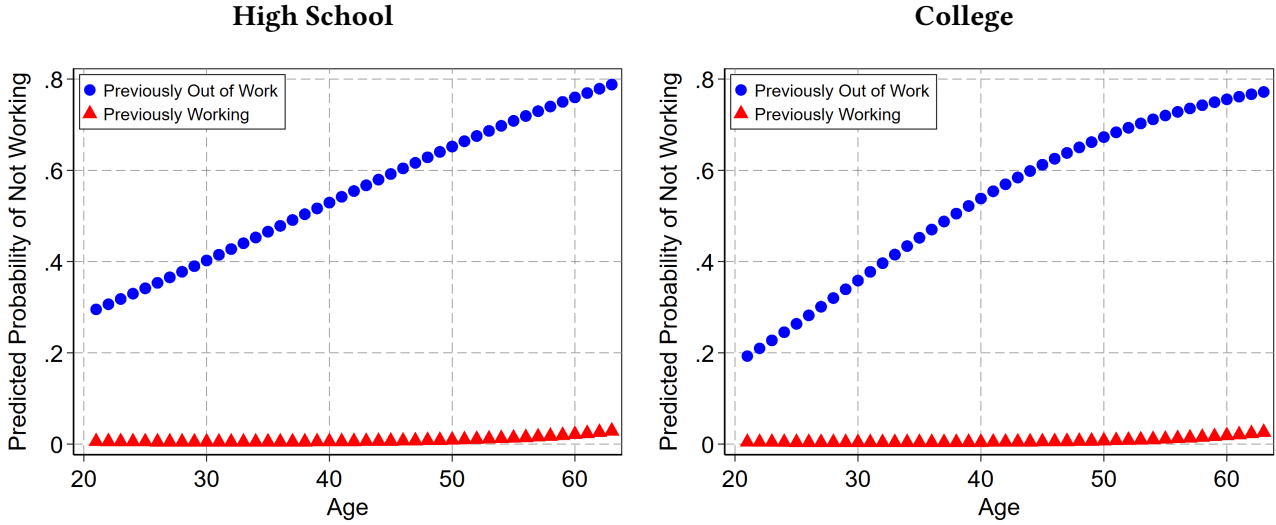 High School
Predicted Probability of Not Working
.8
.6
.4
.2
0
Previously Out of Work
Previously Working
20 30 40 50 60
Age
College
Predicted Probability of Not Working
.8
.6
.4
.2
0
Previously Out of Work
Previously Working
20 30 40 50 60
Age